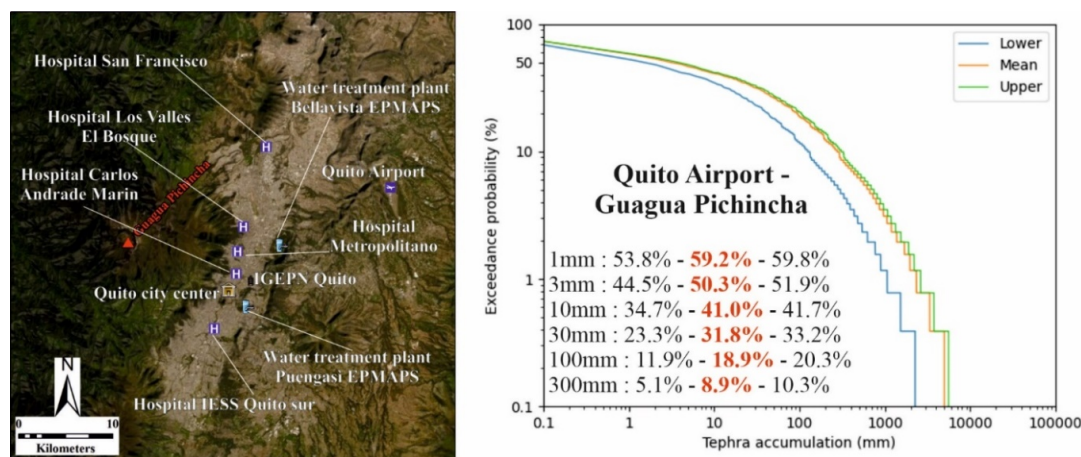 Hospital San Francisco
Water treatment plant
Bellavista EPMAPS
Hospital Los Valles
El Bosque
Quito Airport
Hospital Carlos
Andrade Marin
Guagua Pichincha
Hospital
Metropolitano
IGEPN Quito
Quito city center
Water treatment plant
Puengasi EPMAPS
Hospital IESS Quito sur
H
H
H
H
H
N
0 10
Kilometers
100
50
10
1
0.1
Exceedance probability (%)
Lower
Mean
Upper
Quito Airport -
Guagua Pichincha
1mm : 53.8% - 59.2% - 59.8%
3mm : 44.5% - 50.3% - 51.9%
10mm : 34.7% - 41.0% - 41.7%
30mm : 23.3% - 31.8% - 33.2%
100mm : 11.9% - 18.9% - 20.3%
300mm : 5.1% - 8.9% - 10.3%
0.1 1 10 100 1000 10000 100000
Tephra accumulation (mm)